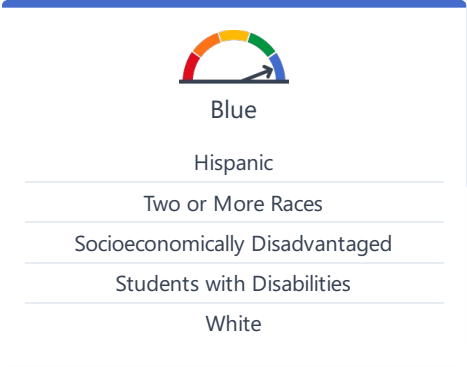 Blue
Hispanic
Two or More Races
Socioeconomically Disadvantaged
Students with Disabilities
White